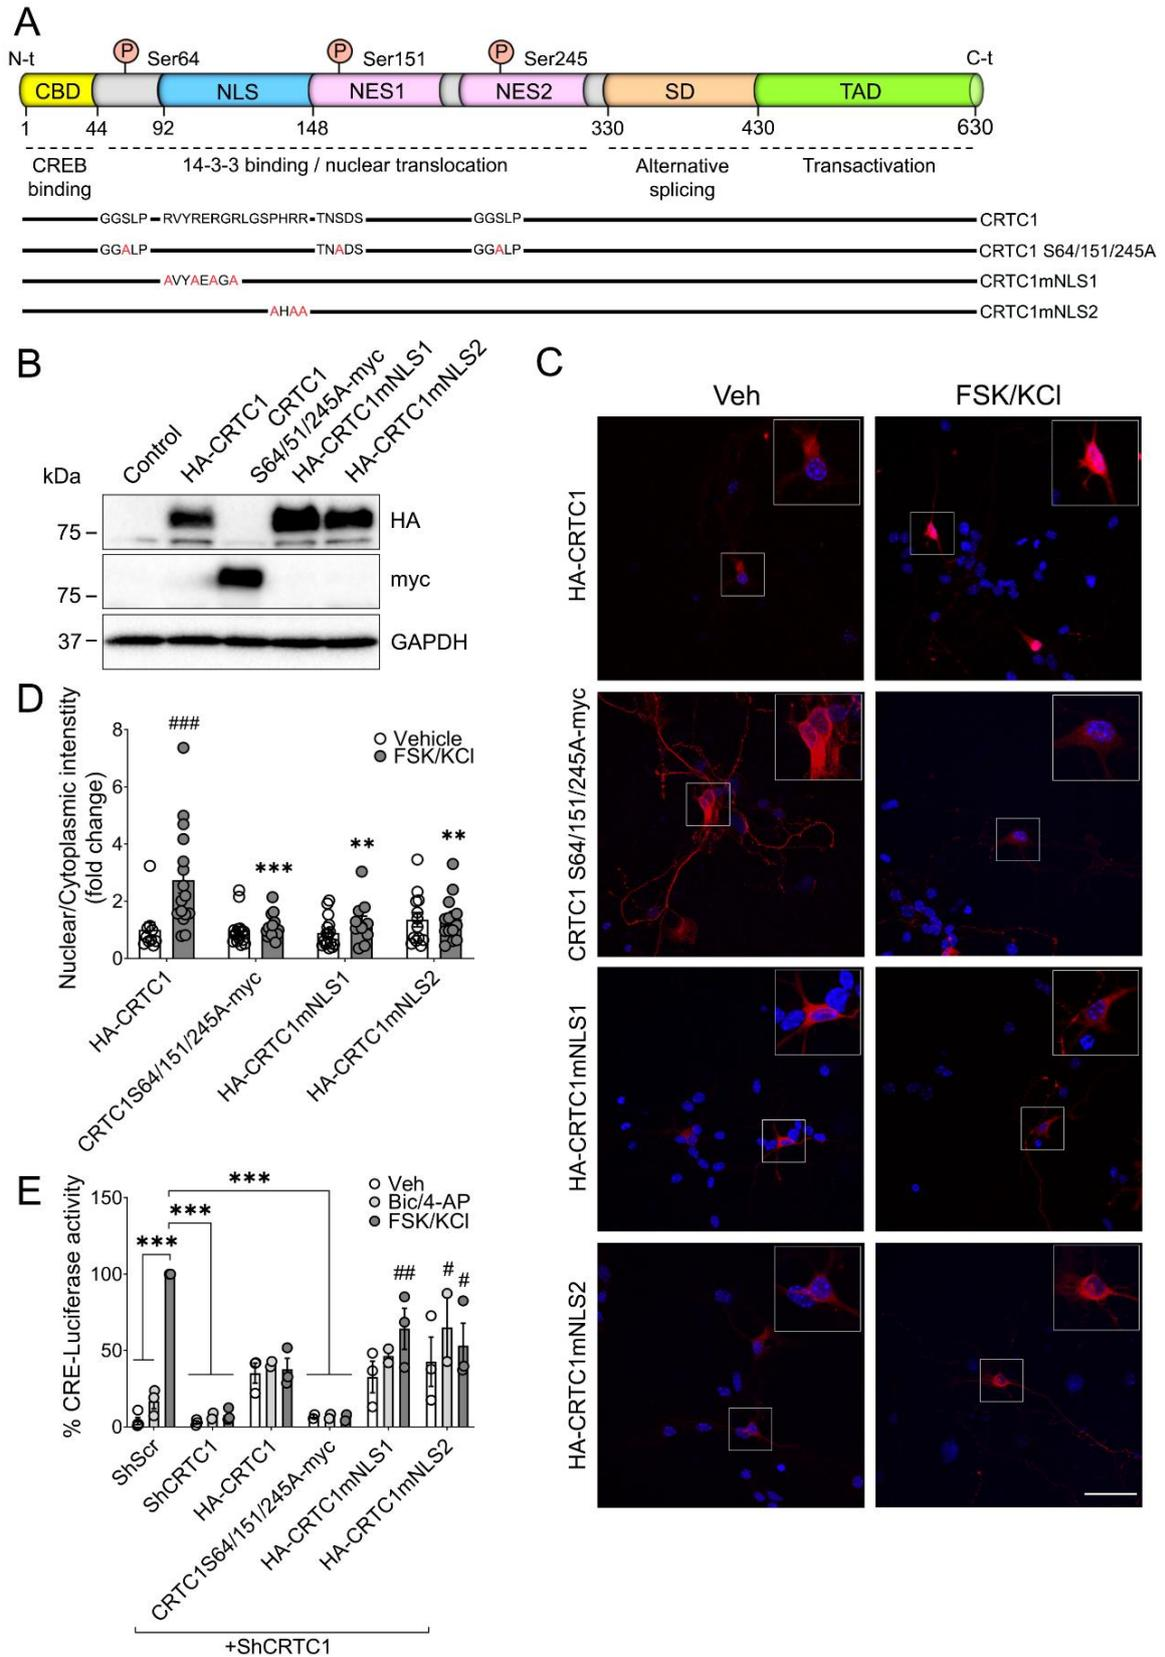 A
N-t
P Ser64
P Ser151
P Ser245
C-t
CBD NLS NES1 NES2 SD TAD
1 44 92 148 330 430 630
CREB
binding
14-3-3 binding / nuclear translocation
Alternative
splicing
Transactivation
GGSLP RVYRERGRLGSPHRR TNSDS GGSLP CRTC1
GGALP TNADS GGALP CRTC1 S64/151/245A
AVYAEAGA CRTC1mNLS1
AHAA CRTC1mNLS2
B
kDa
Control
HA-CRTC1
CRTC1
S64/51/245A-myc
HA-CRTC1mNLS1
HA-CRTC1mNLS2
75 HA
75 myc
37 GAPDH
C
Veh FSK/KCl
HA-CRTC1
CRTC1 S64/151/245A-myc
HA-CRTC1mNLS1
HA-CRTC1mNLS2
D
Nuclear/Cytoplasmic intenstity
(fold change)
8
6
4
2
0
Vehicle
FSK/KCl
###
***
**
**
HA-CRTC1
CRTC1S64/151/245A-myc
HA-CRTC1mNLS1
HA-CRTC1mNLS2
E
% CRE-Luciferase activity
150
100
50
0
Veh
Bic/4-AP
FSK/KCl
***
***
***
##
#
#
ShScr
ShCRTC1
HA-CRTC1
CRTC1S64/151/245A-myc
HA-CRTC1mNLS1
HA-CRTC1mNLS2
+ShCRTC1